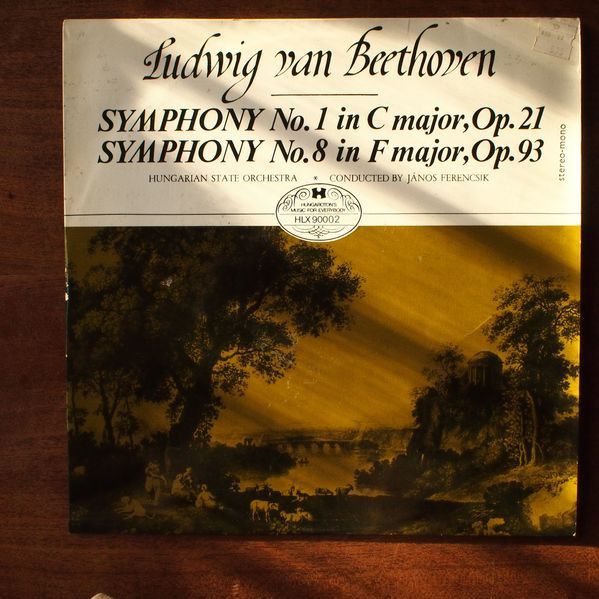 Ludwig van Beethoven
SYMPHONY No. 1 in C major, Op. 21
SYMPHONY No. 8 in F major, Op. 93
HUNGARIAN STATE ORCHESTRA * CONDUCTED BY JÁNOS FERENCSIK
stereo-mono
H
HUNGAROTON'S
MUSIC FOR EVERYBODY
HLX 90002